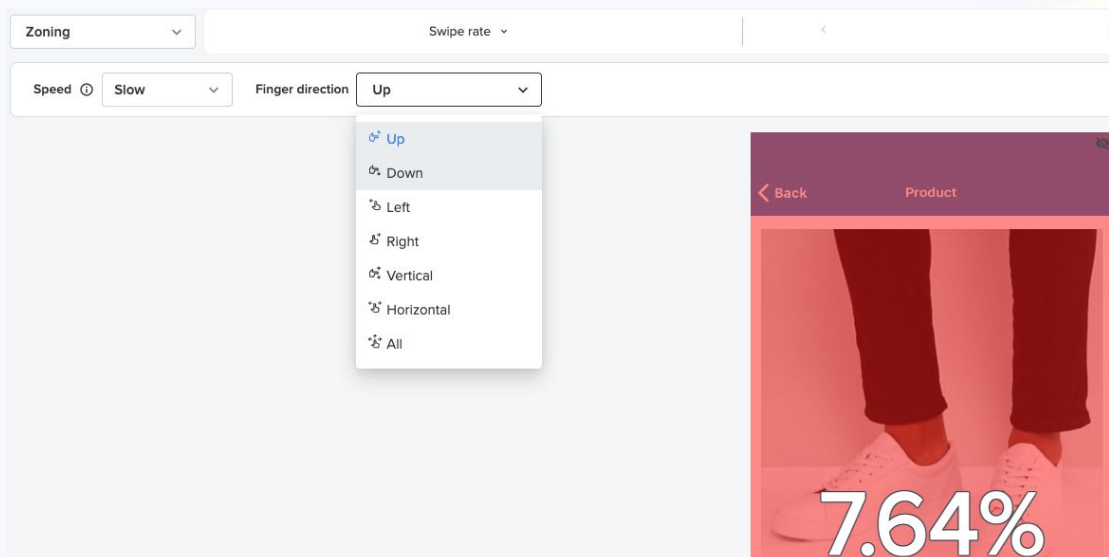 Zoning
Swipe rate
Speed Slow Finger direction Up
Up
Down
Left
Right
Vertical
Horizontal
All
Back Product
7.64%